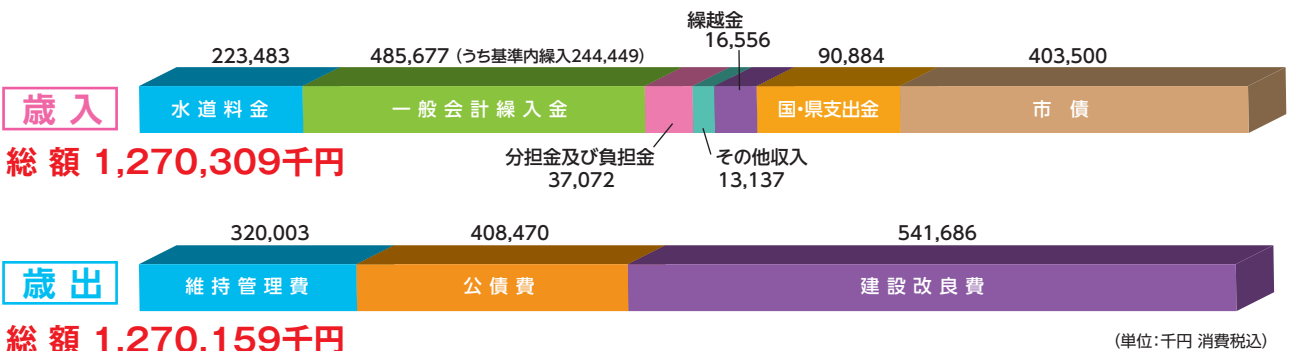 繰越金
223,483 485,677（うち基準内繰入244,449） 16,556 90,884 403,500
歳入 水道料金 一般会計繰入金 国・県支出金 市債
総額 1,270,309千円
分担金及び負担金 その他収入
37,072 13,137
320,003 408,470 541,686
歳出 維持管理費 公債費 建設改良費
総額 1,270,159千円
（単位：千円 消費税込）